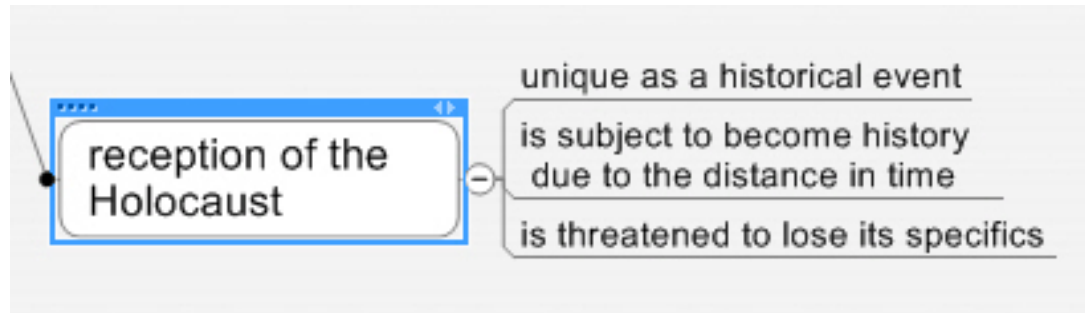 unique as a historical event
reception of the
Holocaust
is subject to become history
due to the distance in time
is threatened to lose its specifics